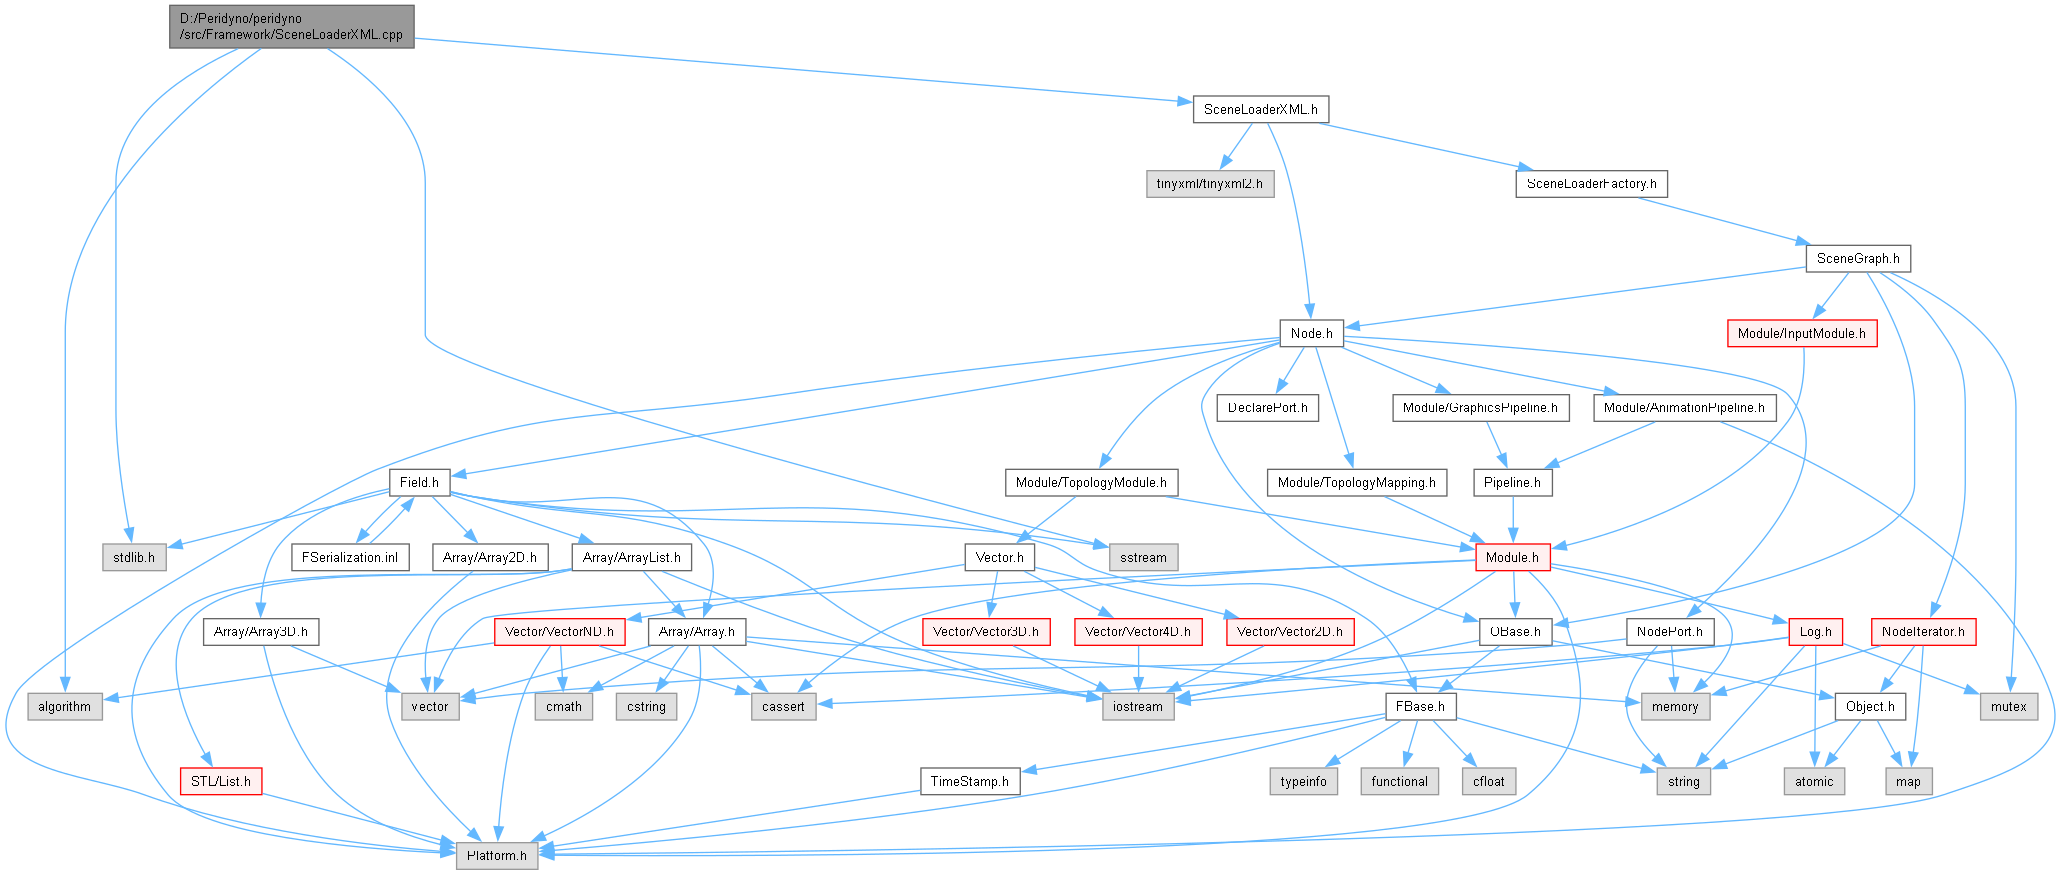 D:/Peridyno/peridyno
/src/Framework/SceneLoaderXML.cpp
SceneLoaderXML.h
tinyxml/tinyxml2.h
SceneLoaderFactory.h
SceneGraph.h
Node.h
Module/InputModule.h
DeclarePort.h
Module/GraphicsPipeline.h
Module/AnimationPipeline.h
Field.h
Module/TopologyModule.h
Module/TopologyMapping.h
Pipeline.h
stdlib.h
FSerialization.inl
Array/Array2D.h
Array/ArrayList.h
Vector.h
sstream
Module.h
Array/Array3D.h
Vector/VectorND.h
Array/Array.h
Vector/Vector3D.h
Vector/Vector4D.h
Vector/Vector2D.h
OBase.h
NodePort.h
Log.h
NodeIterator.h
algorithm
vector
cmath
cstring
cassert
iostream
FBase.h
memory
Object.h
mutex
STL/List.h
TimeStamp.h
typeinfo
functional
cfloat
string
atomic
map
Platform.h